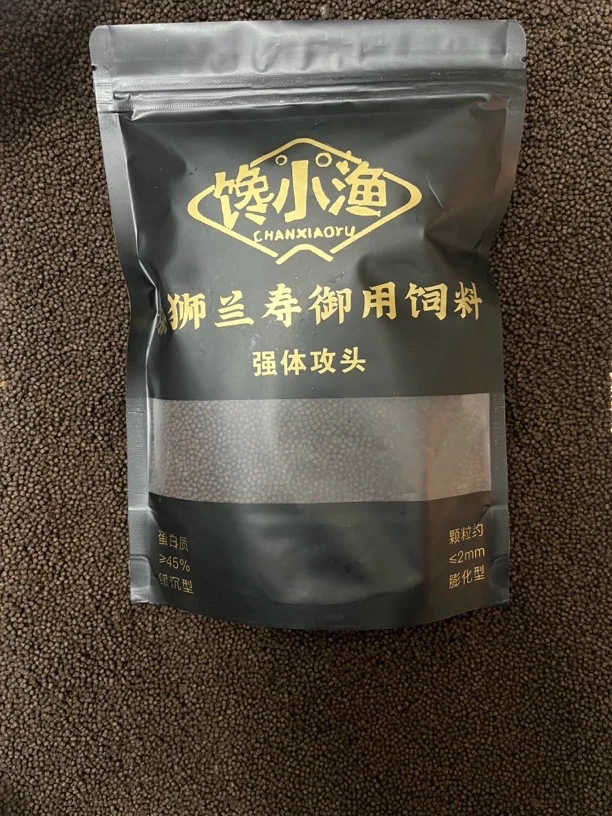 馋小渔
CHANXIAOYU
狮兰寿御用饲料
强体攻头
蛋白质
≥45%
沉型
颗粒约
≤2mm
膨化型